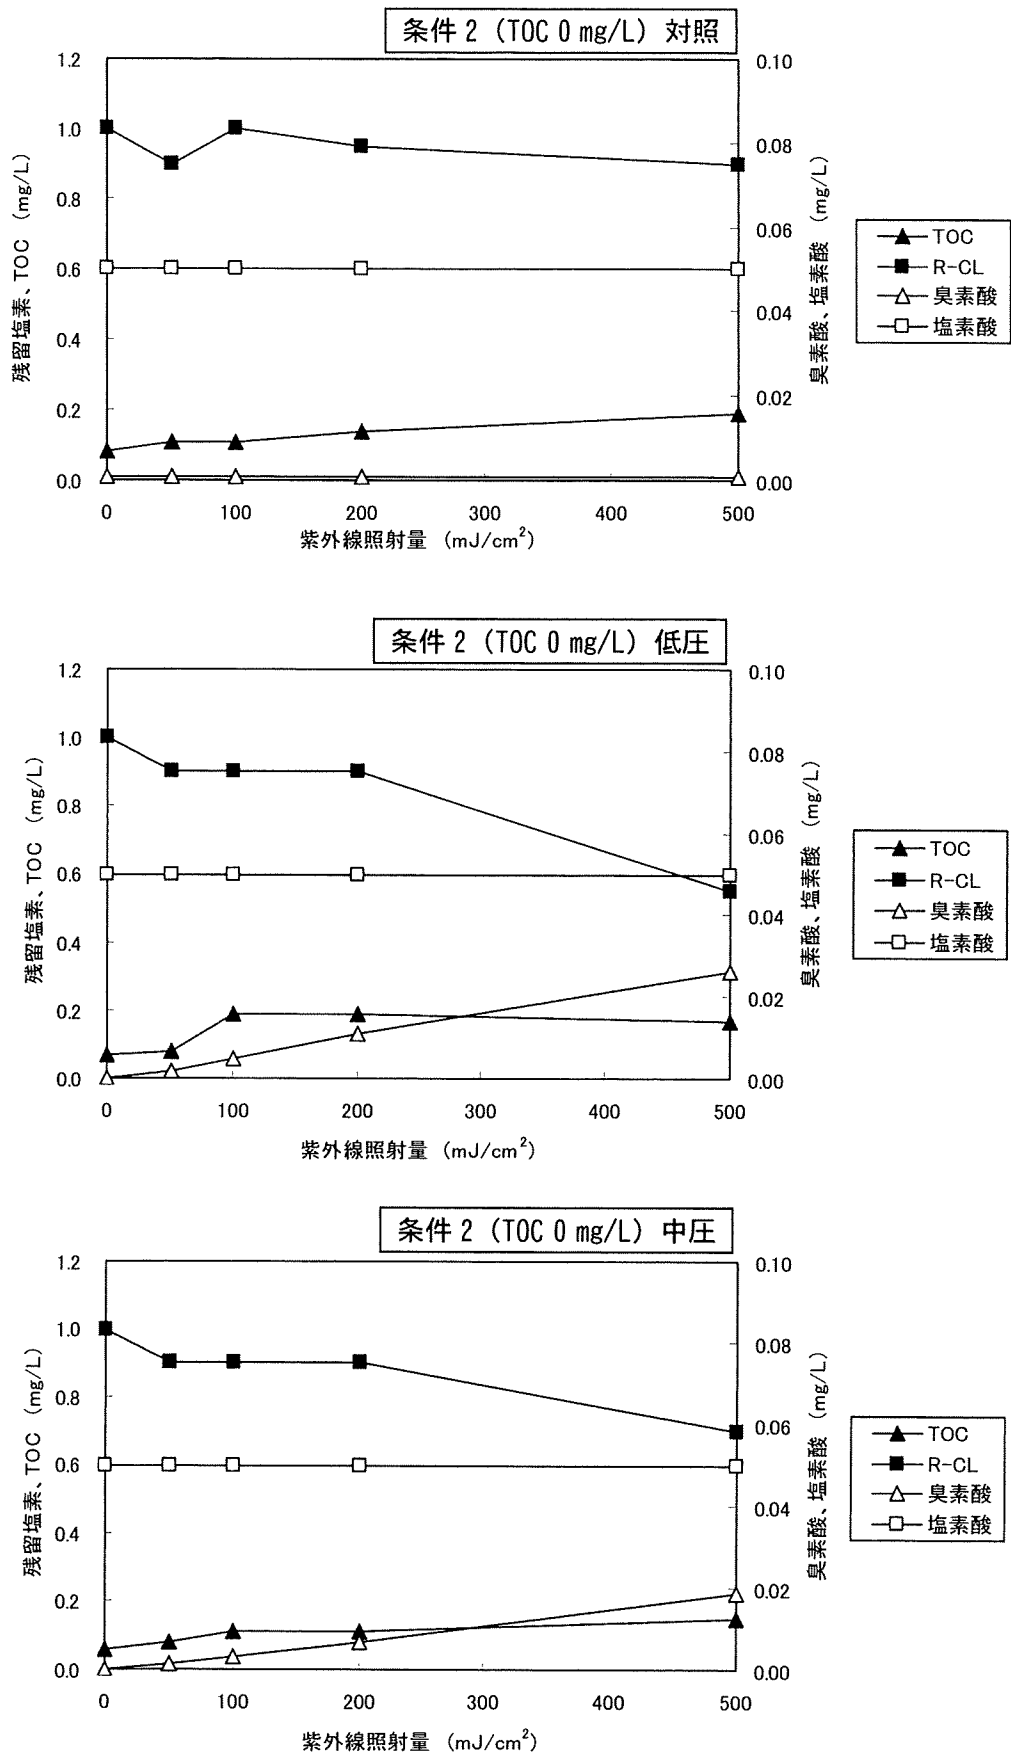 条件2 (TOC 0 mg/L) 対照
残留塩素、TOC (mg/L)
1.2
1.0
0.8
0.6
0.4
0.2
0.0
0.10
0.08
0.06
0.04
0.02
0.00
臭素酸、塩素酸 (mg/L)
0 100 200 300 400 500
紫外線照射量 (mJ/cm²)
TOC
R-CL
臭素酸
塩素酸
条件2 (TOC 0 mg/L) 低圧
残留塩素、TOC (mg/L)
1.2
1.0
0.8
0.6
0.4
0.2
0.0
0.10
0.08
0.06
0.04
0.02
0.00
臭素酸、塩素酸 (mg/L)
0 100 200 300 400 500
紫外線照射量 (mJ/cm²)
TOC
R-CL
臭素酸
塩素酸
条件2 (TOC 0 mg/L) 中圧
残留塩素、TOC (mg/L)
1.2
1.0
0.8
0.6
0.4
0.2
0.0
0.10
0.08
0.06
0.04
0.02
0.00
臭素酸、塩素酸 (mg/L)
0 100 200 300 400 500
紫外線照射量 (mJ/cm²)
TOC
R-CL
臭素酸
塩素酸